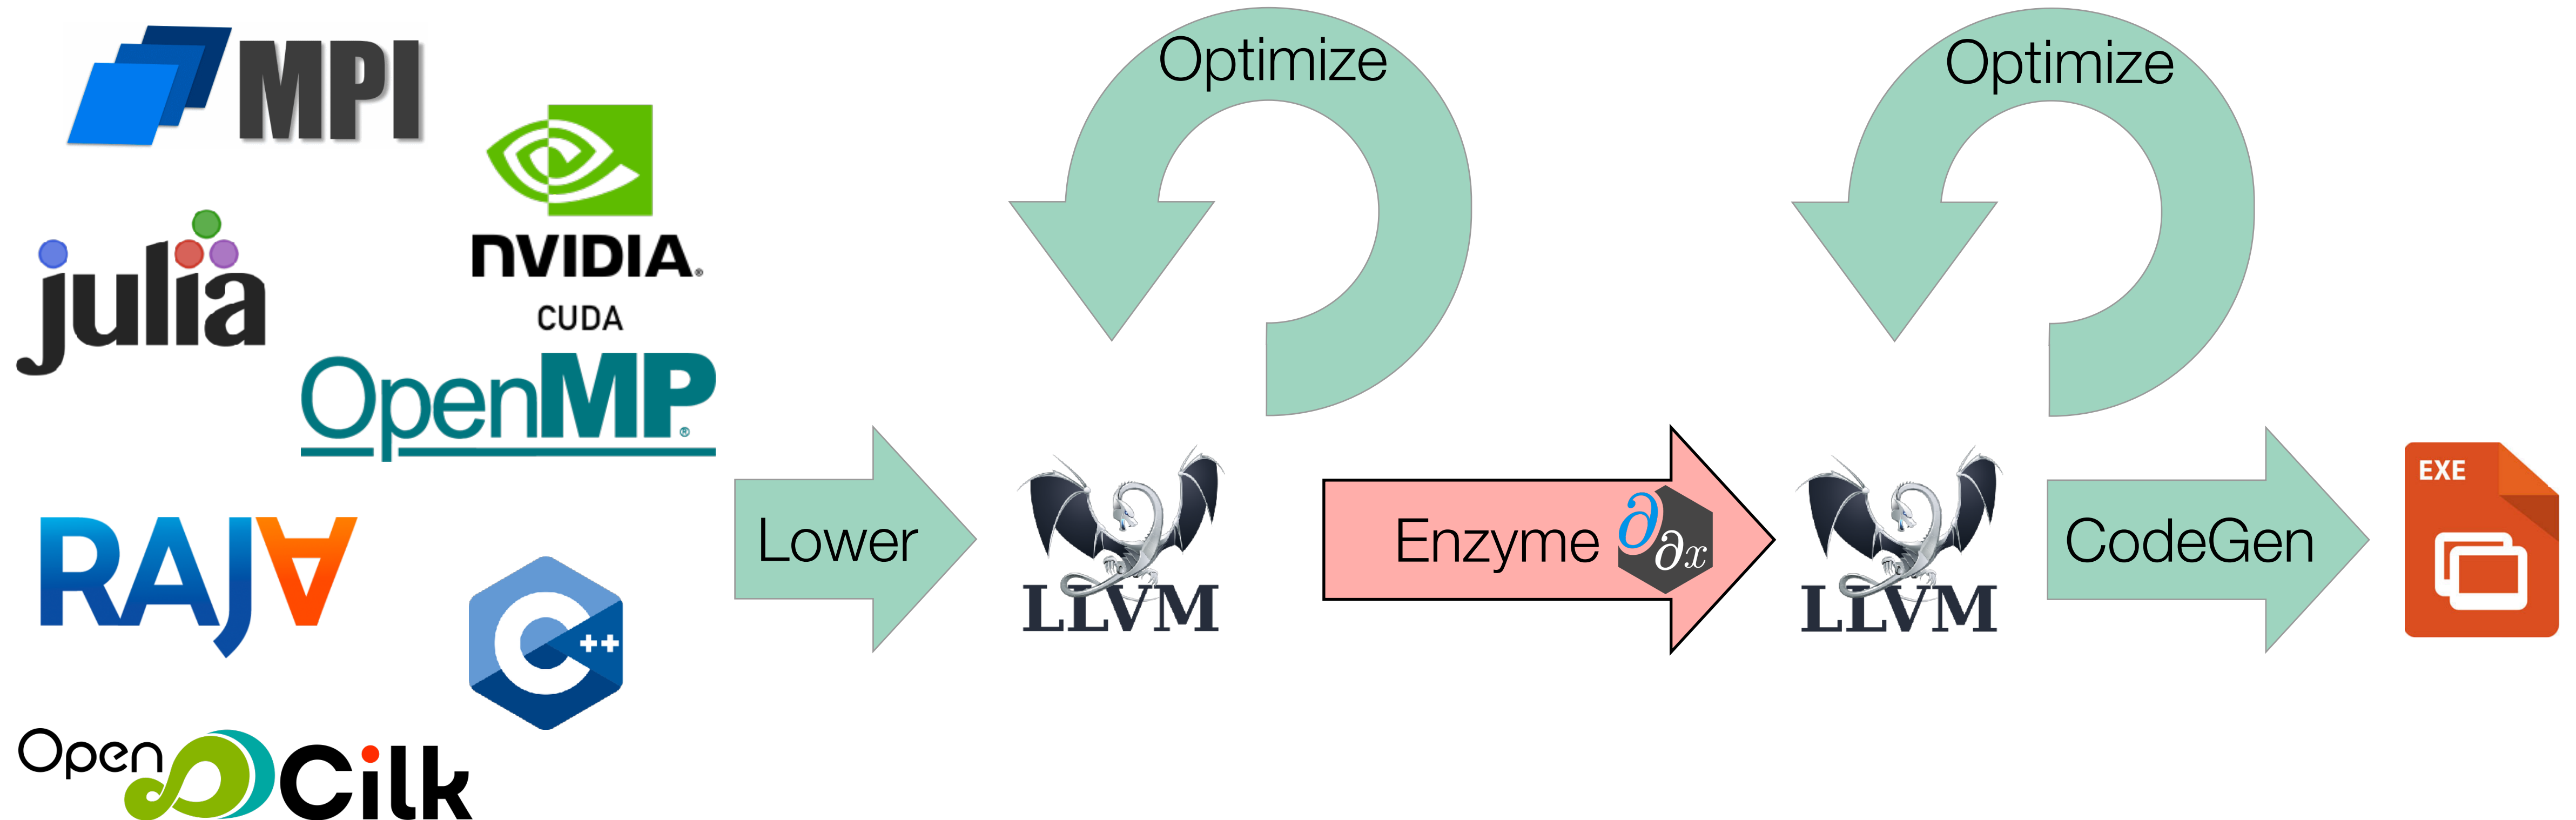 MPI
julia
NVIDIA®
CUDA
OpenMP®
RAJA
C++
OpenCilk
Lower
Optimize
LLVM
Enzyme ∂ ∂x
Optimize
LLVM
CodeGen
EXE